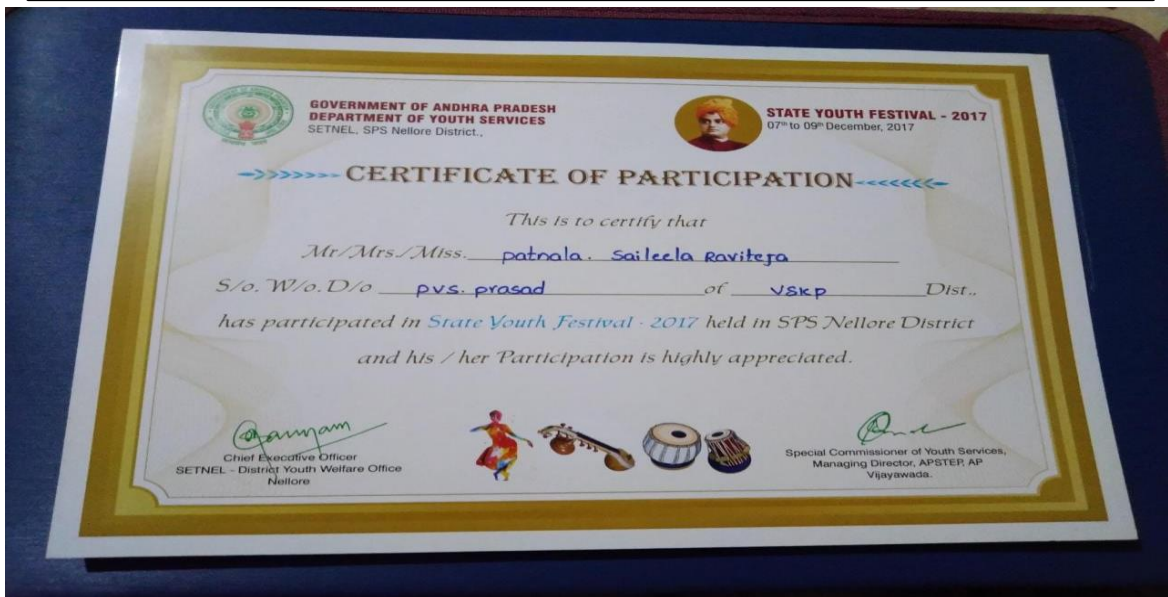 GOVERNMENT OF ANDHRA PRADESH
DEPARTMENT OF YOUTH SERVICES
SETNEL, SPS Nellore District.,
STATE YOUTH FESTIVAL - 2017
07th to 09th December, 2017
CERTIFICATE OF PARTICIPATION
This is to certify that
Mr/Mrs./Miss. patnala. Saileela Raviteja
S/o. W/o. D/o pvs. prasad of VSKP Dist..
has participated in State Youth Festival - 2017 held in SPS Nellore District
and his / her Participation is highly appreciated.
Chief Executive Officer
SETNEL - District Youth Welfare Office
Nellore
Special Commissioner of Youth Services,
Managing Director, APSTEP, AP
Vijayawada.